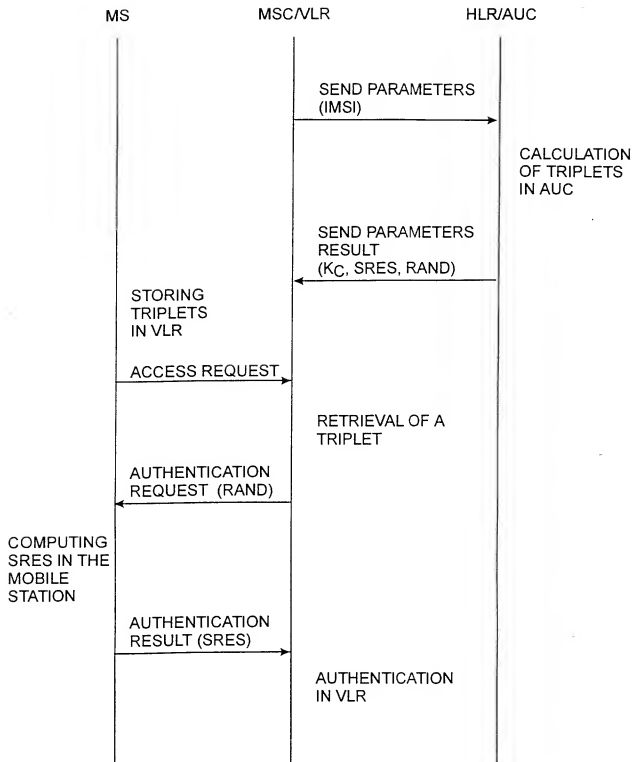 MS MSC/VLR HLR/AUC
SEND PARAMETERS
(IMSI)
CALCULATION
OF TRIPLETS
IN AUC
SEND PARAMETERS
RESULT
(KC, SRES, RAND)
STORING
TRIPLETS
IN VLR
ACCESS REQUEST
RETRIEVAL OF A
TRIPLET
AUTHENTICATION
REQUEST (RAND)
COMPUTING
SRES IN THE
MOBILE
STATION
AUTHENTICATION
RESULT (SRES)
AUTHENTICATION
IN VLR